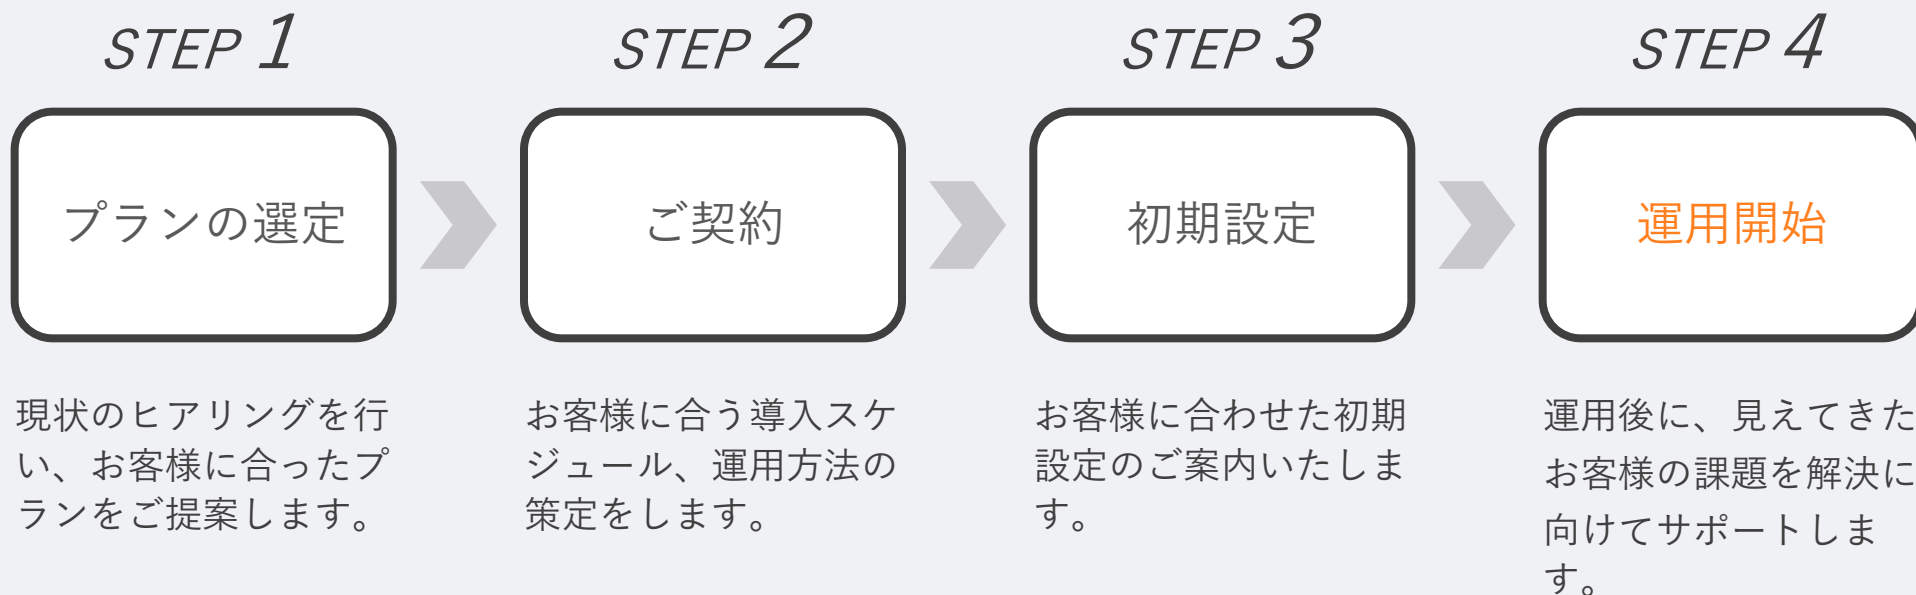 STEP 1
プランの選定
現状のヒアリングを行
い、お客様に合ったプ
ランをご提案します。
STEP 2
ご契約
お客様に合う導入スケ
ジュール、運用方法の
策定をします。
STEP 3
初期設定
お客様に合わせた初期
設定のご案内いたしま
す。
STEP 4
運用開始
運用後に、見えてきた
お客様の課題を解決に
向けてサポートしま
す。